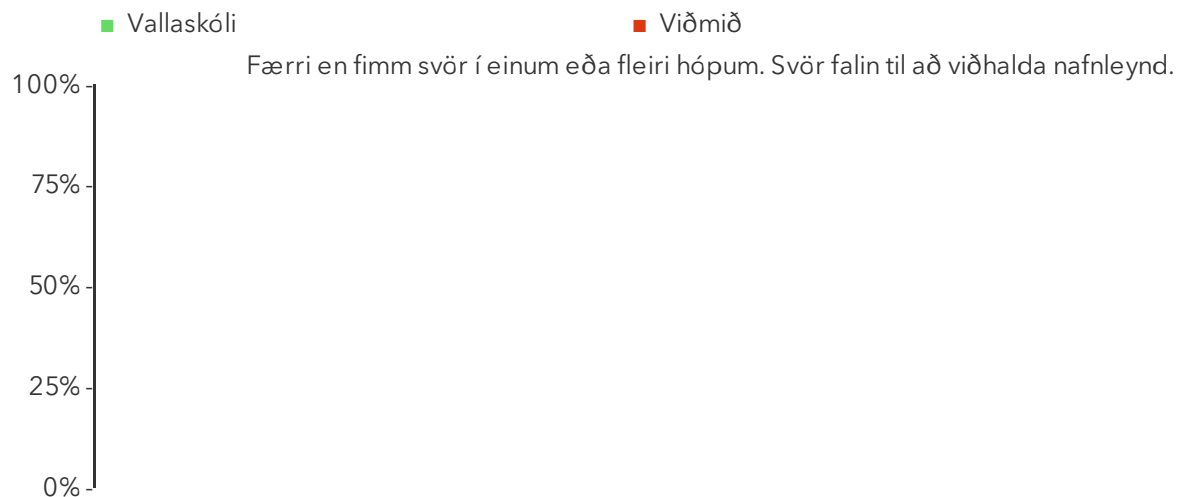 Vallaskóli Viðmið
Færri en fimm svör í einum eða fleiri hópum. Svör falin til að viðhalda nafnleynd.
100%
75%
50%
25%
0%